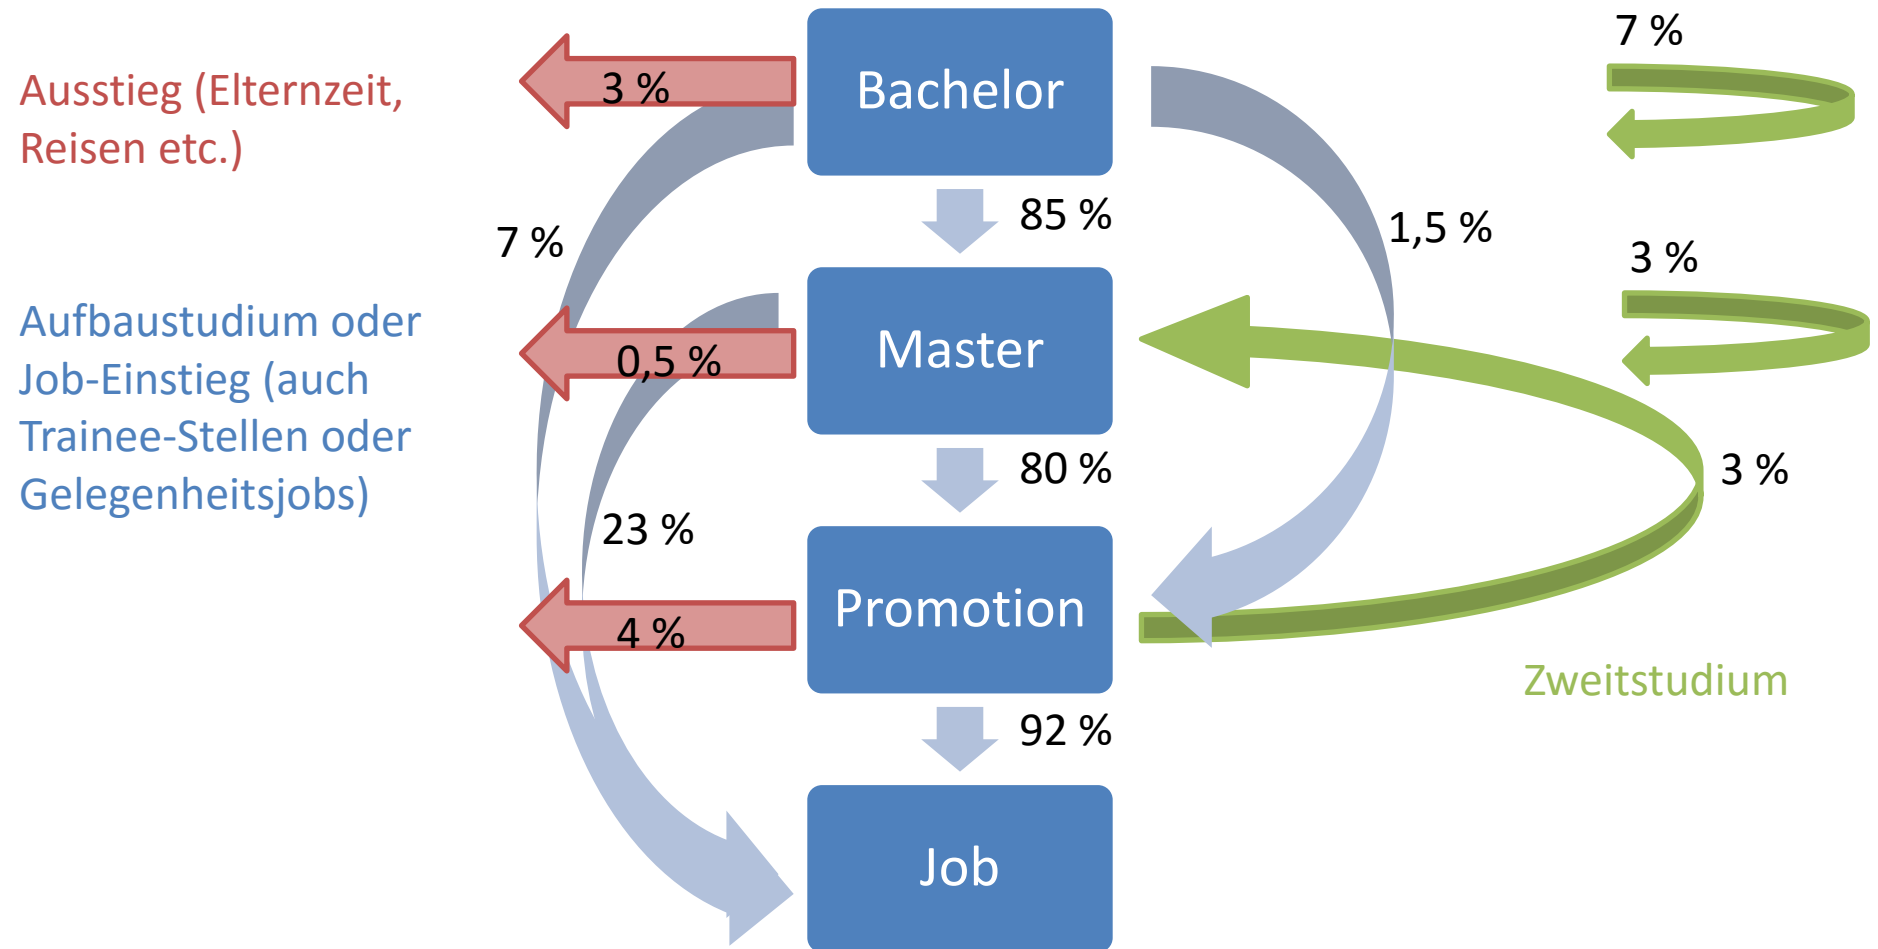 7 %
Bachelor
3 %
Ausstieg (Elternzeit,
Reisen etc.)
85 %
1,5 %
7 %
3 %
Aufbaustudium oder
Job-Einstieg (auch
Trainee-Stellen oder
Gelegenheitsjobs)
0,5 %
Master
80 %
3 %
23 %
Promotion
4 %
Zweitstudium
92 %
Job